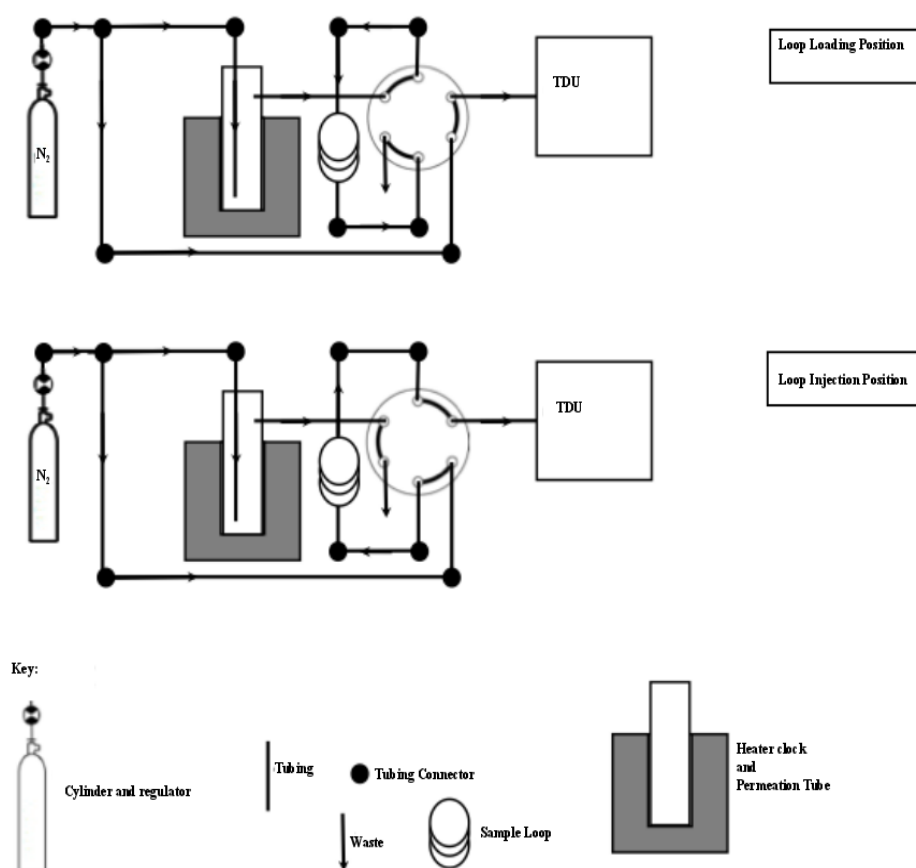 Loop Loading Position
TDU
N2
Loop Injection Position
TDU
N2
Key:
Cylinder and regulator
Tubing
Tubing Connector
Waste
Sample Loop
Heater clock
and
Permeation Tube